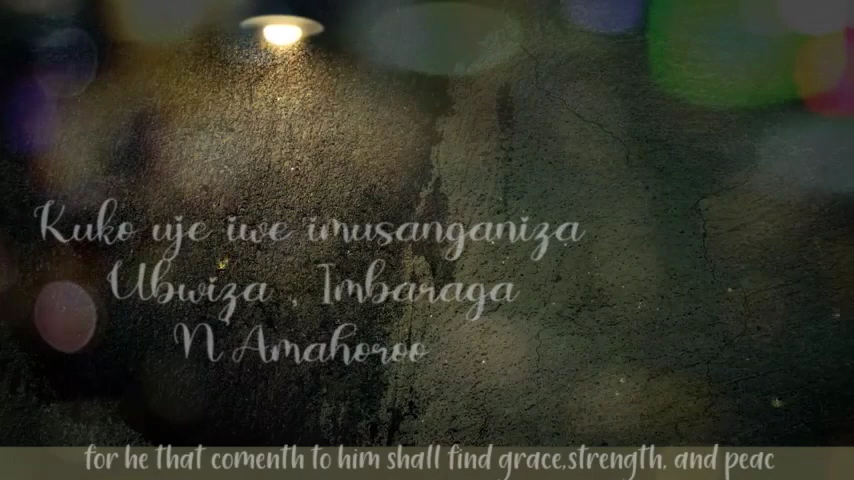 Kuko uje iwe imusanganiza
Ubwiza , Imbaraga
N'Amahoroo
for he that comenth to him shall find grace,strength, and peac